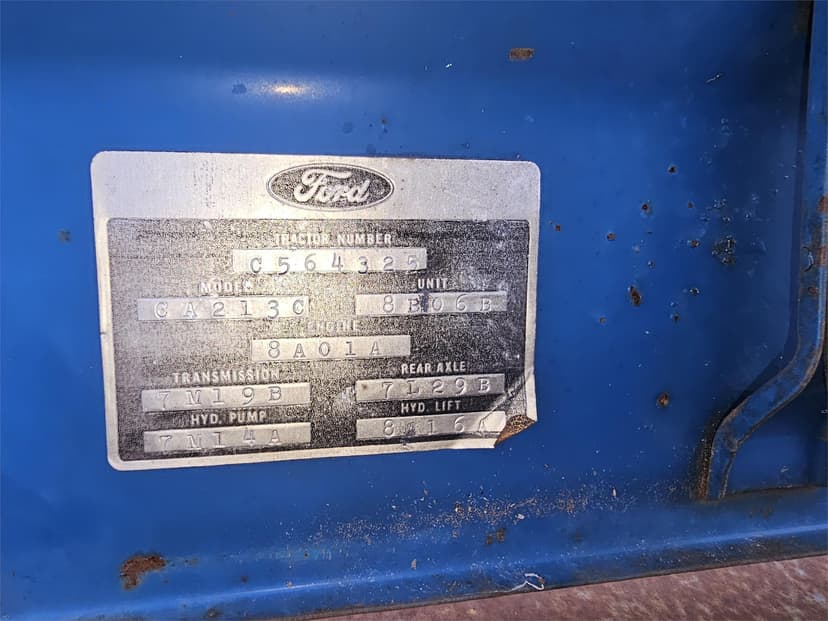 Ford
TRACTOR NUMBER
C564325
MODEL UNIT
CA213C 8B06B
ENGINE
8A01A
TRANSMISSION REAR AXLE
7M19B 7L29B
HYD. PUMP HYD. LIFT
7M14A